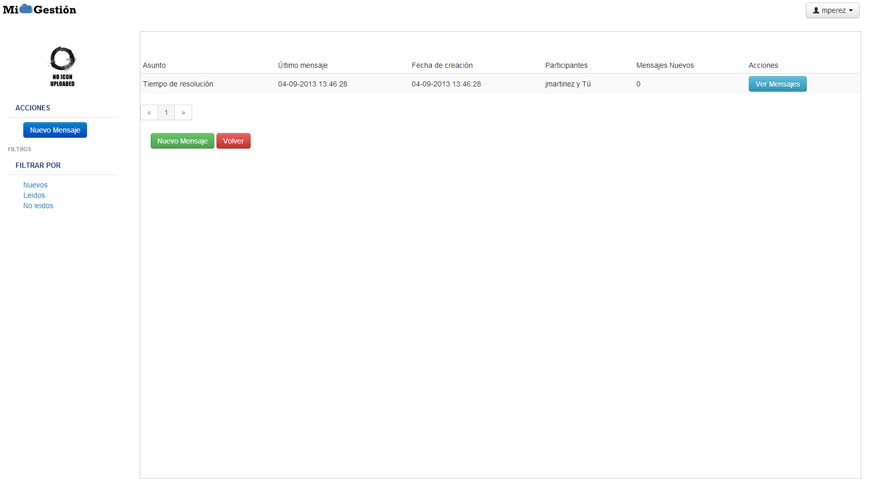 Mi Gestión
mperez
NO ICON
UPLOADED
ACCIONES
Nuevo Mensaje
FILTROS
FILTRAR POR
Nuevos
Leidos
No leidos
Asunto Último mensaje Fecha de creación Participantes Mensajes Nuevos Acciones
Tiempo de resolución 04-09-2013 13:46:28 04-09-2013 13:46:28 jmartinez y Tú 0 Ver Mensajes
« 1 »
Nuevo Mensaje Volver